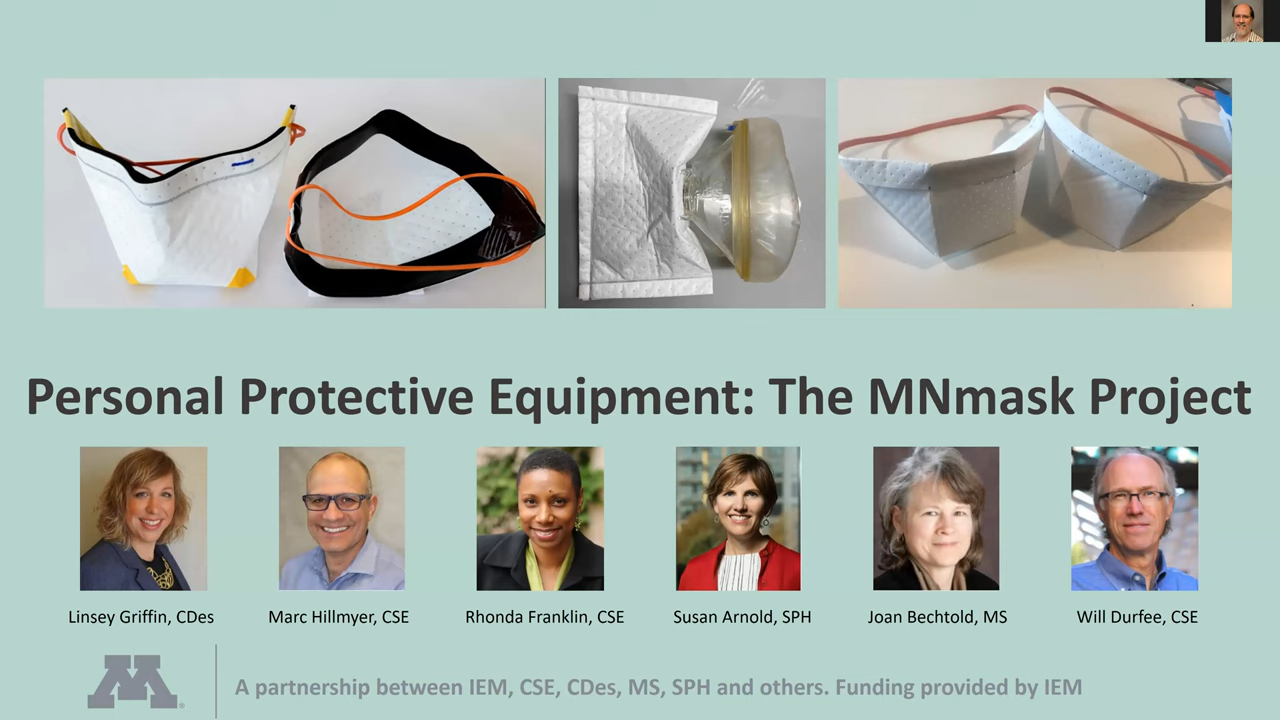 Personal Protective Equipment: The MNmask Project
Linsey Griffin, CDes
Marc Hillmyer, CSE
Rhonda Franklin, CSE
Susan Arnold, SPH
Joan Bechtold, MS
Will Durfee, CSE
M
A partnership between IEM, CSE, CDes, MS, SPH and others. Funding provided by IEM